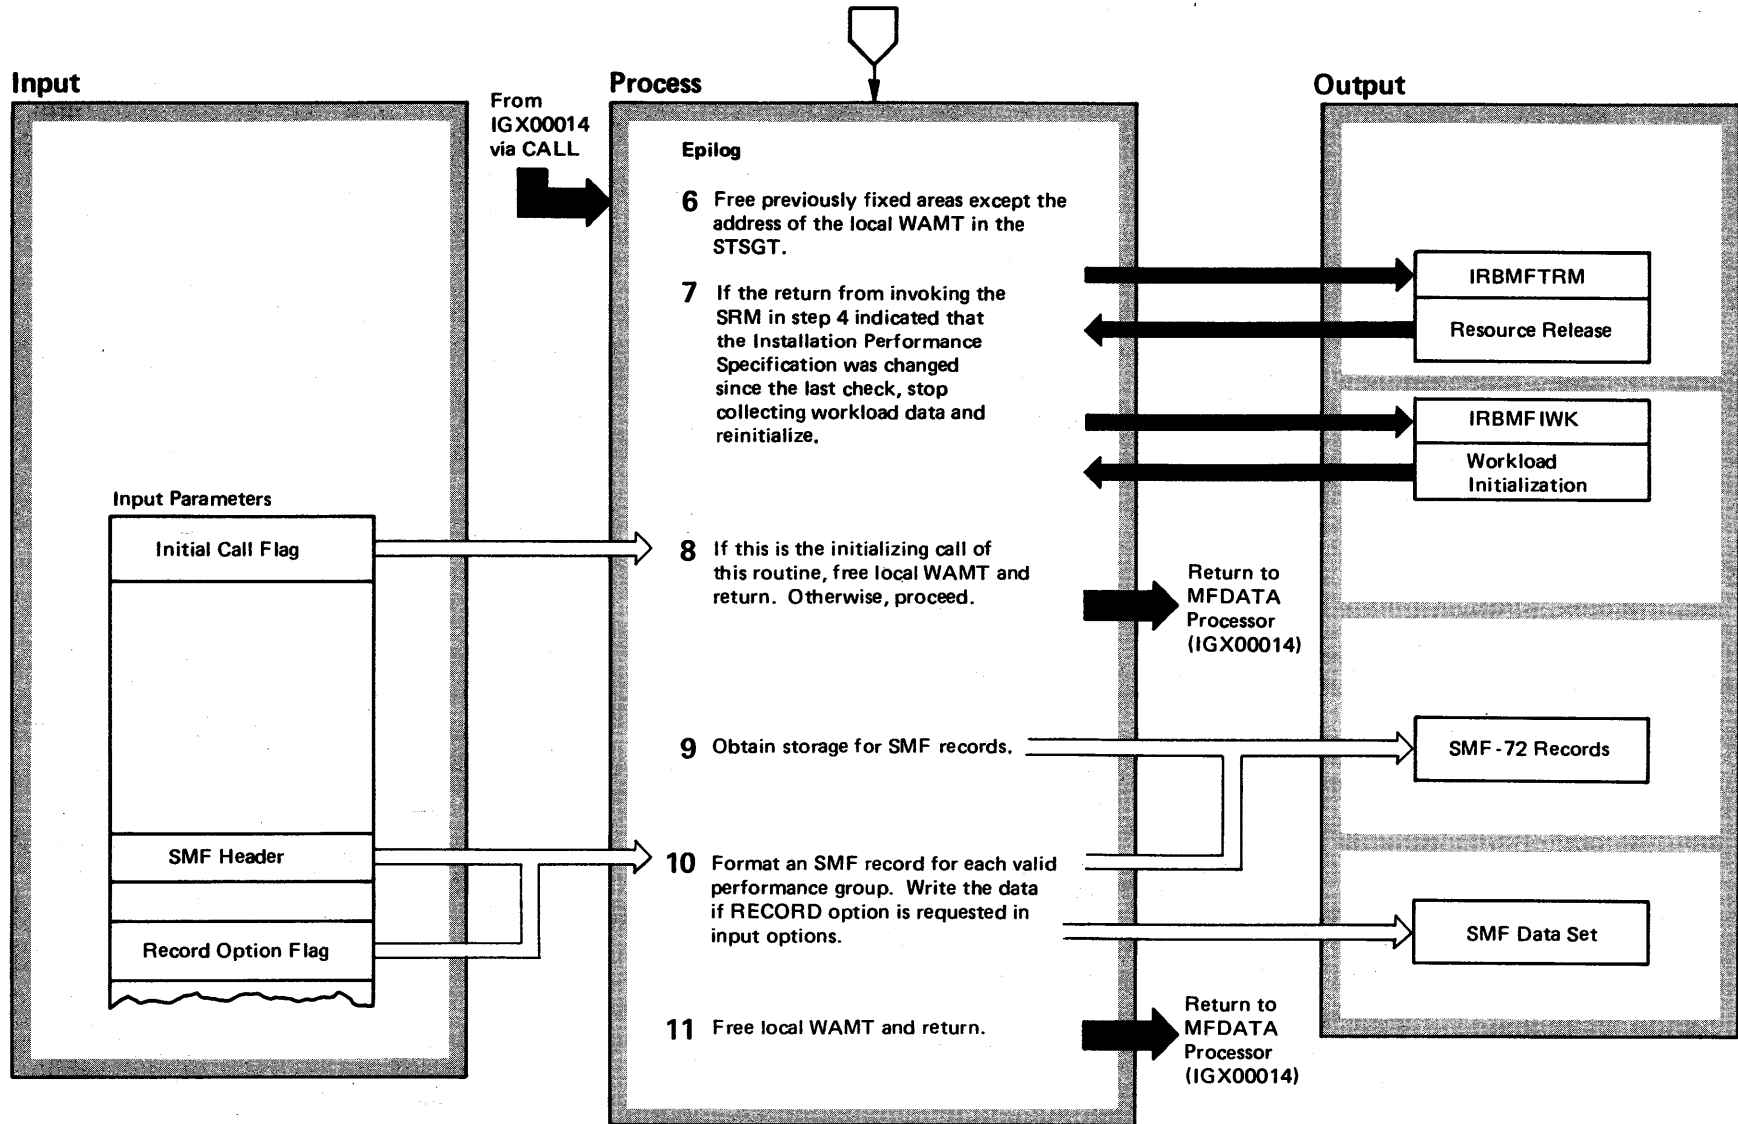 Input
Process
Output
From
IGX00014
via CALL
Epilog
6 Free previously fixed areas except the
address of the local WAMT in the
STSGT.
IRBMFTRM
Resource Release
7 If the return from invoking the
SRM in step 4 indicated that
the Installation Performance
Specification was changed
since the last check, stop
collecting workload data and
reinitialize.
IRBMFIWK
Workload
Initialization
Input Parameters
Initial Call Flag
8 If this is the initializing call of
this routine, free local WAMT and
return. Otherwise, proceed.
Return to
MFDATA
Processor
(IGX00014)
9 Obtain storage for SMF records.
SMF-72 Records
SMF Header
Record Option Flag
10 Format an SMF record for each valid
performance group. Write the data
if RECORD option is requested in
input options.
SMF Data Set
11 Free local WAMT and return.
Return to
MFDATA
Processor
(IGX00014)